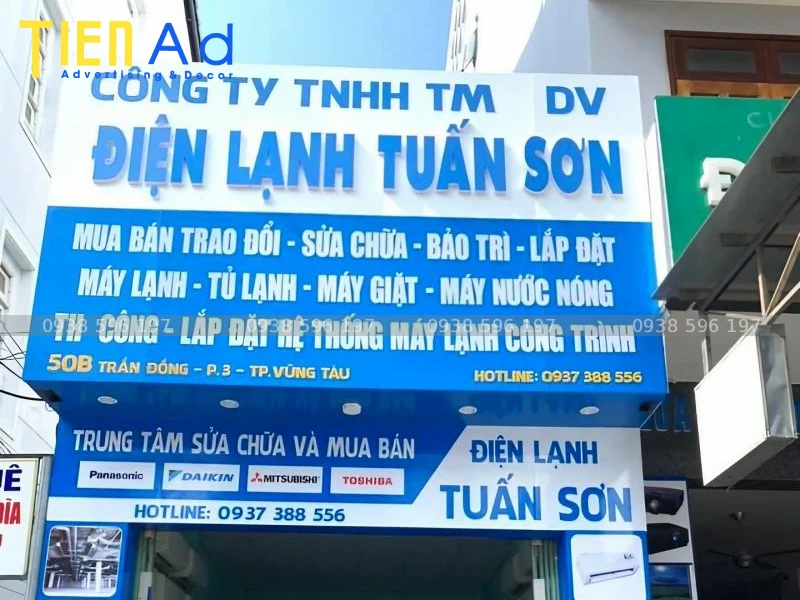 TIEN Ad
Advertising & Decor
CÔNG TY TNHH TM DV
ĐIỆN LẠNH TUẤN SƠN
MUA BÁN TRAO ĐỔI - SỬA CHỮA - BẢO TRÌ - LẮP ĐẶT
MÁY LẠNH - TỦ LẠNH - MÁY GIẶT - MÁY NƯỚC NÓNG
0938 596 197 0938 596 197 0938 596 197 0938 596 197
CÔNG - LẮP ĐẶT HỆ THỐNG MÁY LẠNH CÔNG TRÌNH
50B TRẦN ĐỒNG - P.3 - TP.VŨNG TÀU
HOTLINE: 0937 388 556
TRUNG TÂM SỬA CHỮA VÀ MUA BÁN
Panasonic DAIKIN MITSUBISHI TOSHIBA
HOTLINE: 0937 388 556
ĐIỆN LẠNH
TUẤN SƠN